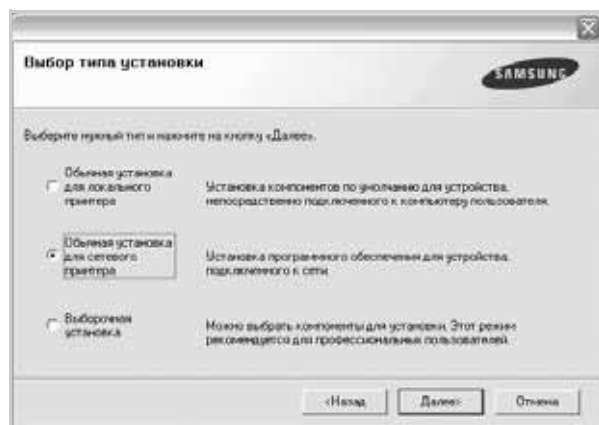 Выбор типа установки
SAMSUNG
Выберите нужный тип и нажмите на кнопку «Далее».
Обычная установка
для локального
принтера
Установка компонентов по умолчанию для устройства,
непосредственно подключенного к компьютеру пользователя.
Обычная установка
для сетевого
принтера
Установка программного обеспечения для устройства,
подключенного к сети.
Выборочная
установка
Можно выбрать компоненты для установки. Этот режим
рекомендуется для профессиональных пользователей.
<Назад
Далее>
Отмена